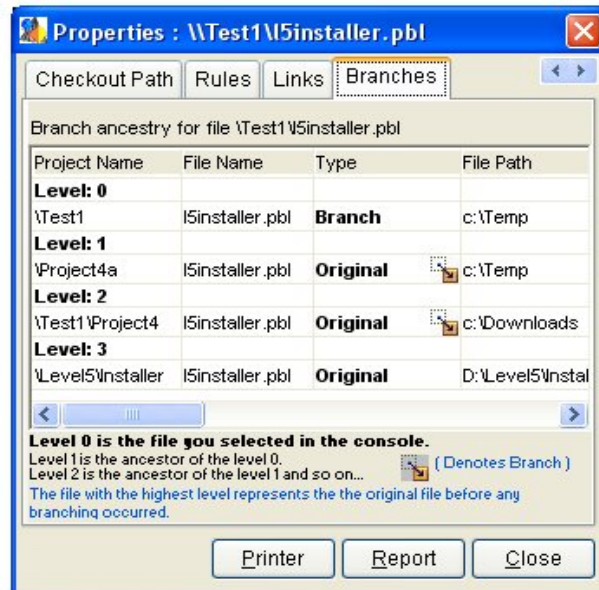 Properties : \\Test1\l5installer.pbl
Checkout Path Rules Links Branches
Branch ancestry for file \Test1\l5installer.pbl
Project Name File Name Type File Path
Level: 0
\Test1 l5installer.pbl Branch c:\Temp
Level: 1
\Project4a l5installer.pbl Original c:\Temp
Level: 2
\Test1\Project4 l5installer.pbl Original c:\Downloads
Level: 3
\Level5\Installer l5installer.pbl Original D:\Level5\Instal
Level 0 is the file you selected in the console.
Level 1 is the ancestor of the level 0.
Level 2 is the ancestor of the level 1 and so on...
( Denotes Branch )
The file with the highest level represents the the original file before any
branching occurred.
Printer Report Close